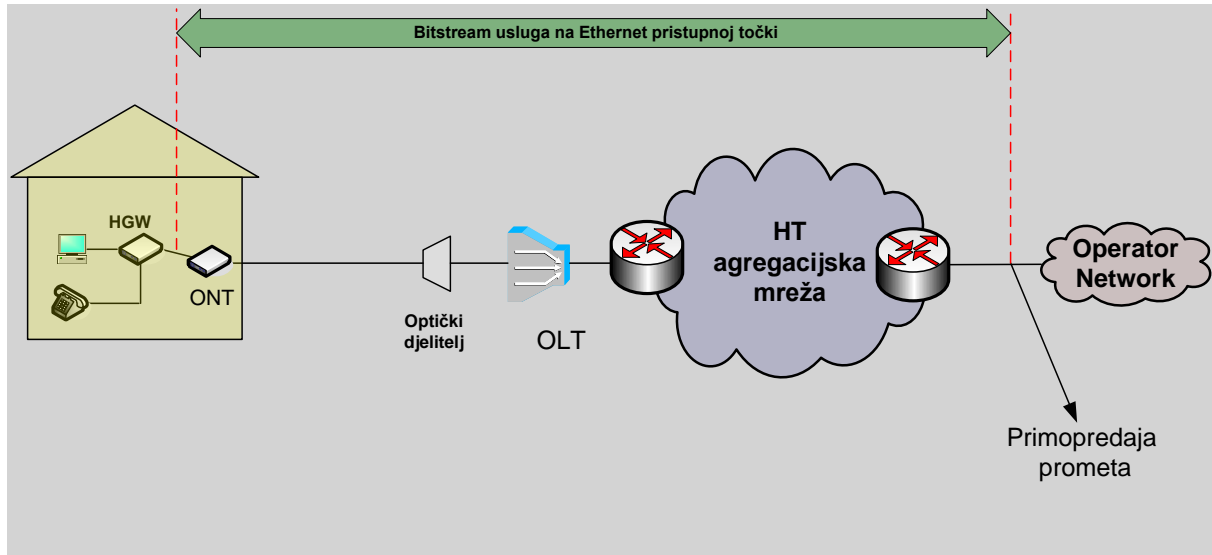 Bitstream usluga na Ethernet pristupnoj točki
HGW
ONT
Optički
djelitelj
OLT
HT
agregacijska
mreža
Operator
Network
Primopredaja
prometa